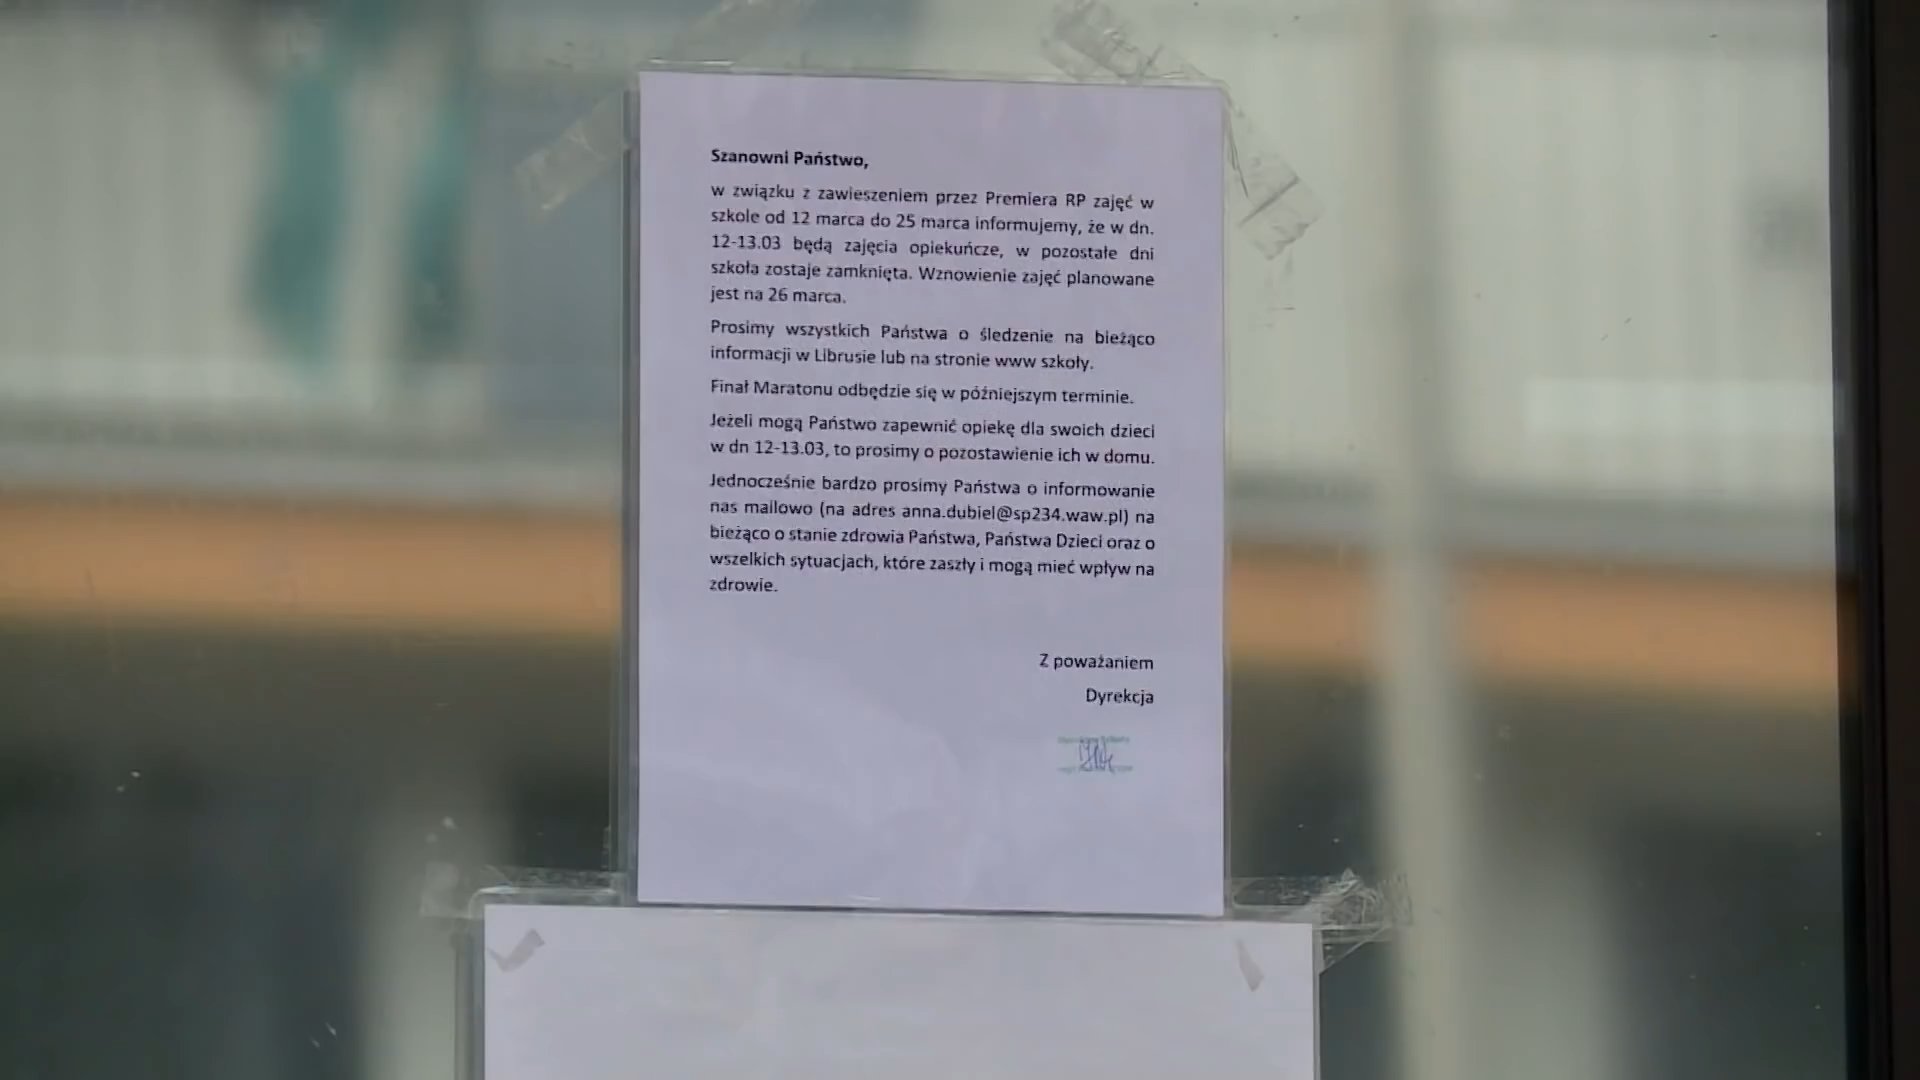 Szanowni Państwo,
w związku z zawieszeniem przez Premiera RP zajęć w
szkole od 12 marca do 25 marca informujemy, że w dn.
12-13.03 będą zajęcia opiekuńcze, w pozostałe dni
szkoła zostaje zamknięta. Wznowienie zajęć planowane
jest na 26 marca.
Prosimy wszystkich Państwa o śledzenie na bieżąco
informacji w Librusie lub na stronie www szkoły.
Finał Maratonu odbędzie się w późniejszym terminie.
Jeżeli mogą Państwo zapewnić opiekę dla swoich dzieci
w dn 12-13.03, to prosimy o pozostawienie ich w domu.
Jednocześnie bardzo prosimy Państwa o informowanie
nas mailowo (na adres anna.dubiel@sp234.waw.pl) na
bieżąco o stanie zdrowia Państwa, Państwa Dzieci oraz o
wszelkich sytuacjach, które zaszły i mogą mieć wpływ na
zdrowie.
Z poważaniem
Dyrekcja